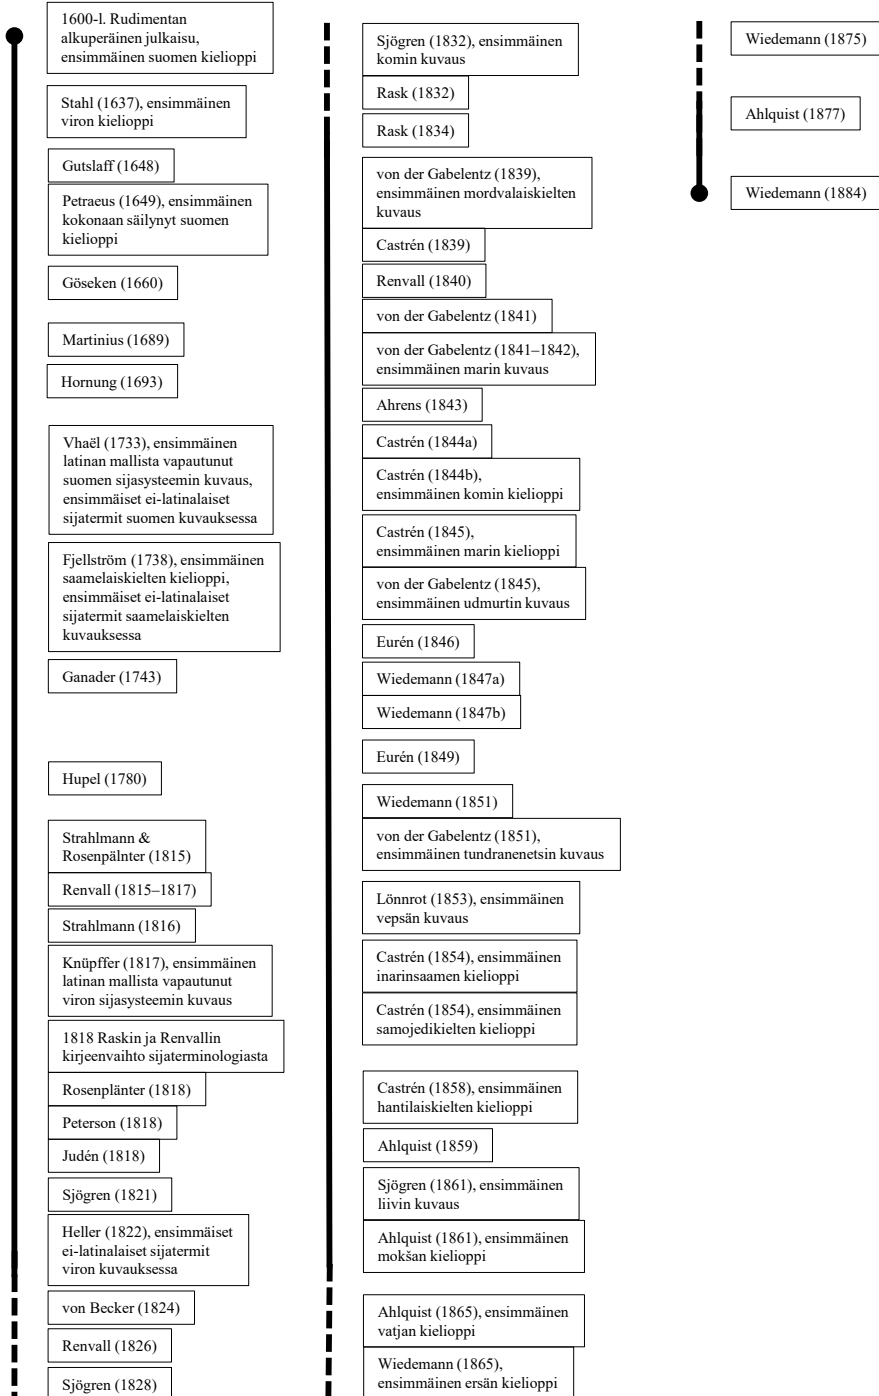 1600-l. Rudimentan
alkuperäinen julkaisu,
ensimmäinen suomen kielioppi
Stahl (1637), ensimmäinen
viron kielioppi
Gutslaff (1648)
Petraeus (1649), ensimmäinen
kokonaan säilynyt suomen
kielioppi
Göseken (1660)
Martinius (1689)
Hornung (1693)
Vhaël (1733), ensimmäinen
latinan mallista vapautunut
suomen sijasysteemin kuvaus,
ensimmäiset ei-latinalaiset
sijatermit suomen kuvauksessa
Fjellström (1738), ensimmäinen
saamelaiskielten kielioppi,
ensimmäiset ei-latinalaiset
sijatermit saamelaiskielten
kuvauksessa
Ganader (1743)
Hupel (1780)
Strahlmann &
Rosenpälnter (1815)
Renvall (1815–1817)
Strahlmann (1816)
Knüpffer (1817), ensimmäinen
latinan mallista vapautunut
viron sijasysteemin kuvaus
1818 Raskin ja Renvallin
kirjeenvaihto sijaterminologiasta
Rosenplänter (1818)
Peterson (1818)
Judén (1818)
Sjögren (1821)
Heller (1822), ensimmäiset
ei-latinalaiset sijatermit
viron kuvauksessa
von Becker (1824)
Renvall (1826)
Sjögren (1828)
Sjögren (1832), ensimmäinen
komin kuvaus
Rask (1832)
Rask (1834)
von der Gabelentz (1839),
ensimmäinen mordvalaiskielten
kuvaus
Castrén (1839)
Renvall (1840)
von der Gabelentz (1841)
von der Gabelentz (1841–1842),
ensimmäinen marin kuvaus
Ahrens (1843)
Castrén (1844a)
Castrén (1844b),
ensimmäinen komin kielioppi
Castrén (1845),
ensimmäinen marin kielioppi
von der Gabelentz (1845),
ensimmäinen udmurtin kuvaus
Eurén (1846)
Wiedemann (1847a)
Wiedemann (1847b)
Eurén (1849)
Wiedemann (1851)
von der Gabelentz (1851),
ensimmäinen tundranenetsin kuvaus
Lönnrot (1853), ensimmäinen
vepsän kuvaus
Castrén (1854), ensimmäinen
inarinsaamen kielioppi
Castrén (1854), ensimmäinen
samojedikielten kielioppi
Castrén (1858), ensimmäinen
hantilaiskielten kielioppi
Ahlquist (1859)
Sjögren (1861), ensimmäinen
liivin kuvaus
Ahlquist (1861), ensimmäinen
mokšan kielioppi
Ahlquist (1865), ensimmäinen
vatjan kielioppi
Wiedemann (1865),
ensimmäinen ersän kielioppi
Wiedemann (1875)
Ahlquist (1877)
Wiedemann (1884)